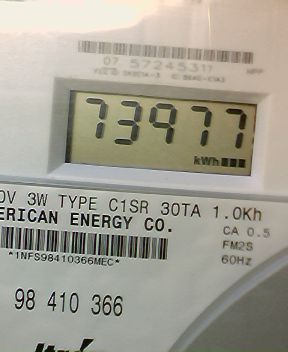 07 57245311
73977
kWh
0V 3W TYPE C1SR 30TA 1.0Kh
ERICAN ENERGY CO.
CA 0.5
FM2S
*1NFS98410366MEC*
60Hz
98 410 366